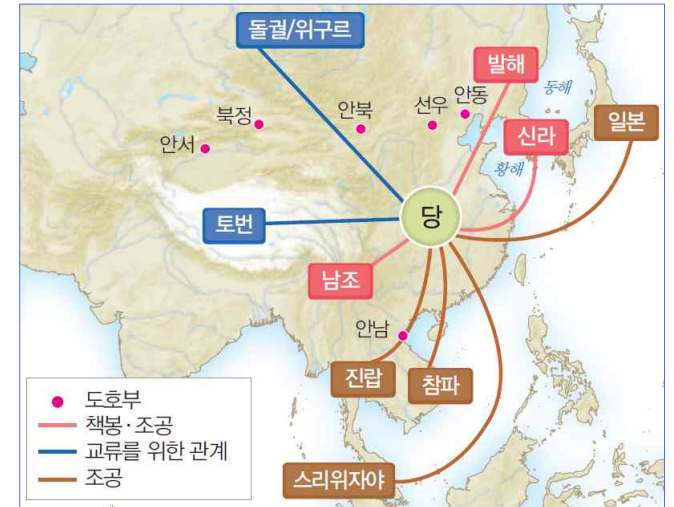 돌궐/위구르
발해
동해
일본
신라
황해
안동
선우
안북
북정
안서
토번
당
남조
안남
진랍
참파
스리위자야
도호부
책봉·조공
교류를 위한 관계
조공